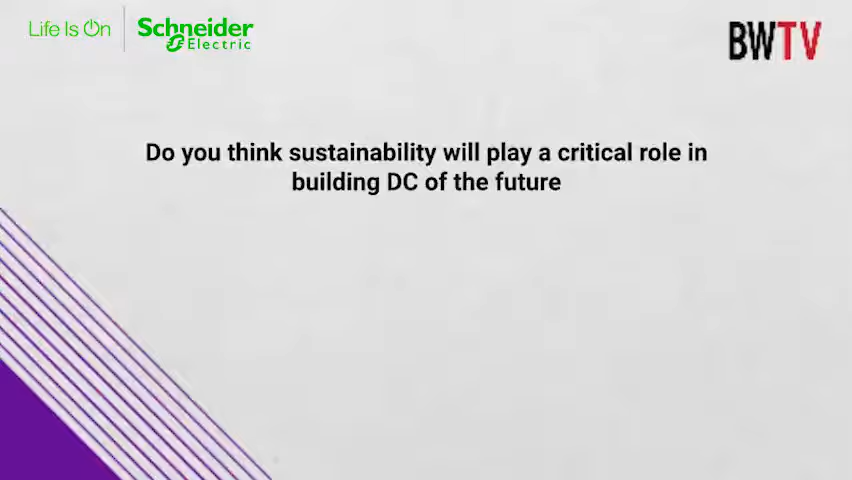 Life Is On
Schneider
Electric
BWTV
Do you think sustainability will play a critical role in
building DC of the future